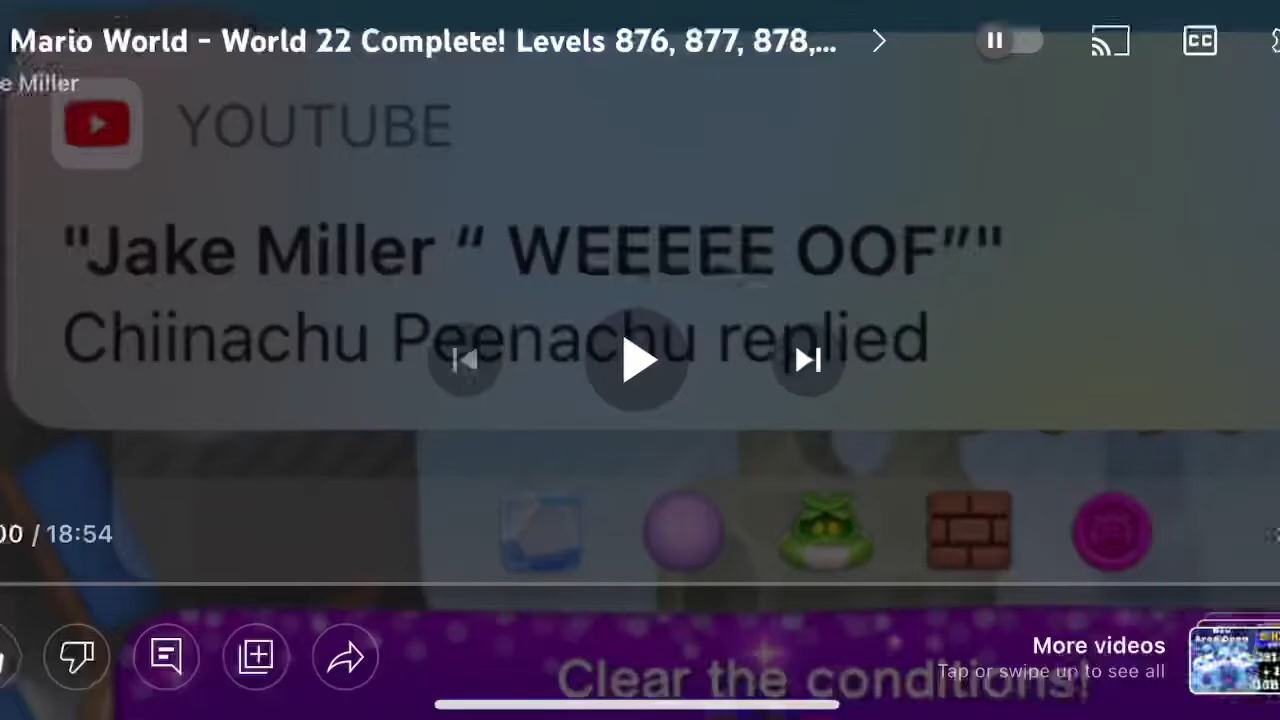 Mario World - World 22 Complete! Levels 876, 877, 878,...
CC
e Miller
YOUTUBE
"Jake Miller “ WEEEEE OOF”"
Chiinachu Peenachu replied
00 / 18:54
More videos
Tap or swipe up to see all
Clear the conditions!